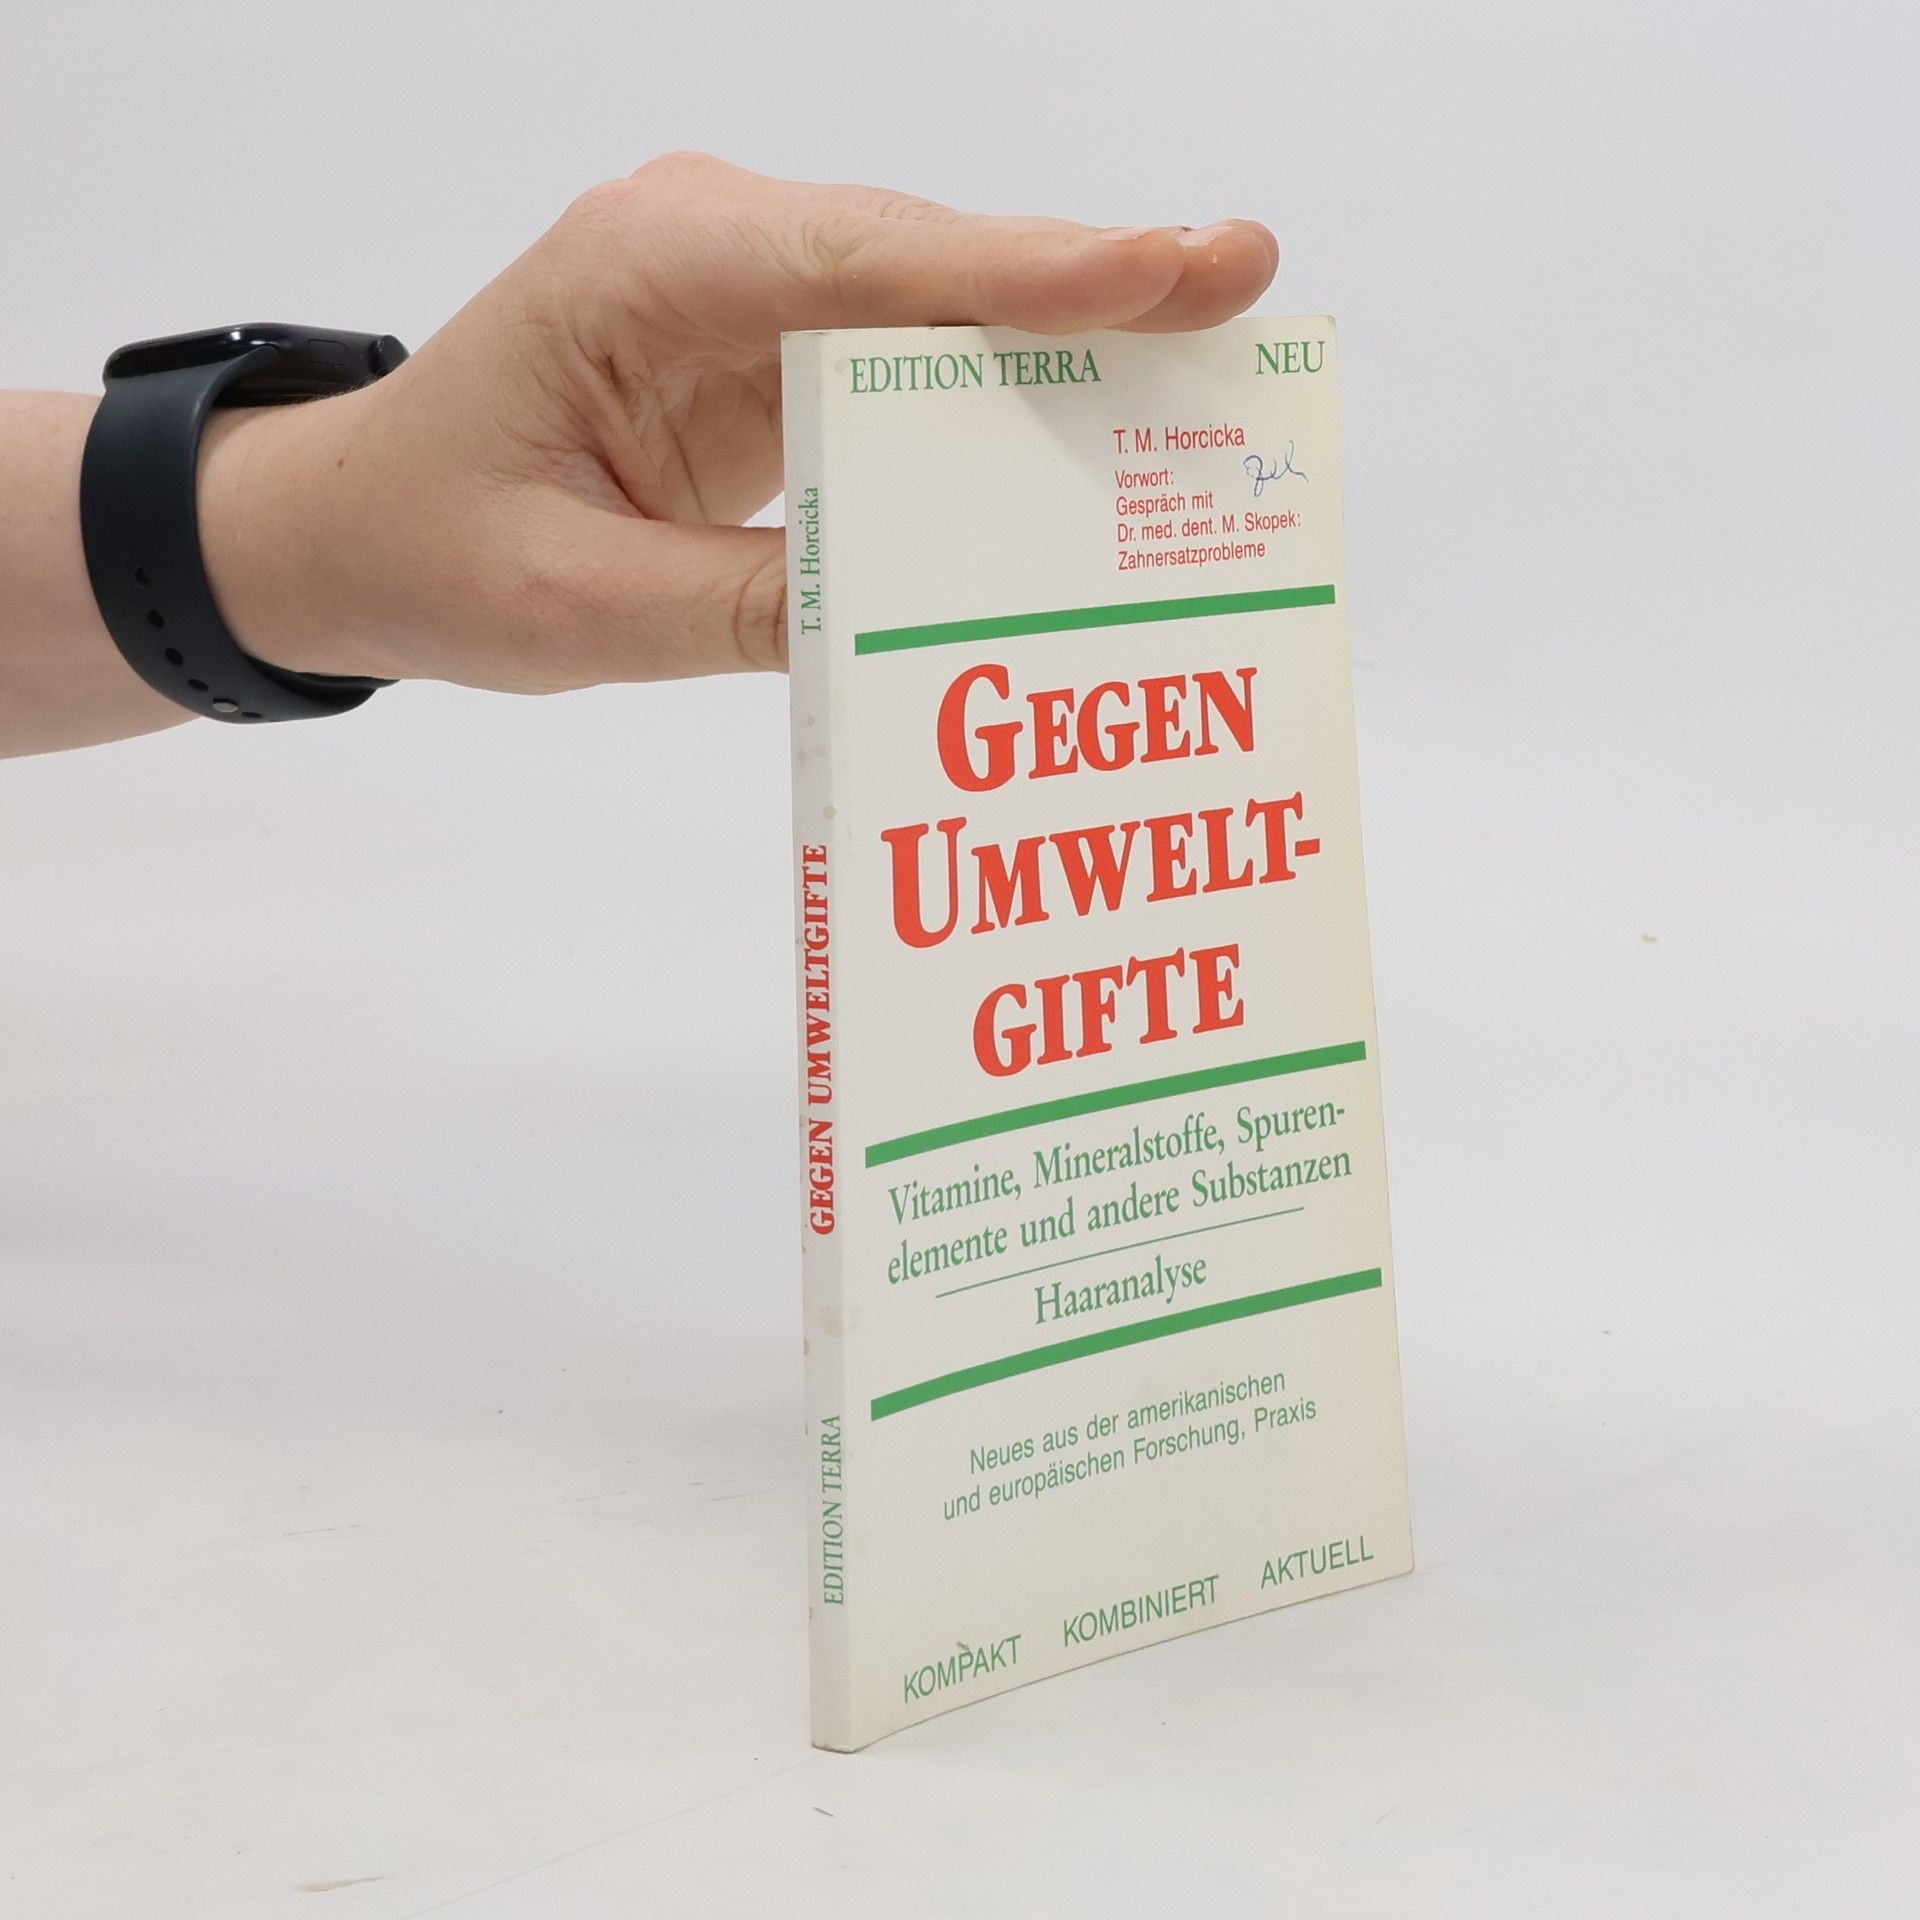 EDITION TERRA NEU
T. M. Horcicka
Vorwort:
Gespräch mit
Dr. med. dent. M. Skopek:
Zahnersatzprobleme
GEGEN
UMWELT-
GIFTE
Vitamine, Mineralstoffe, Spuren-
elemente und andere Substanzen
Haaranalyse
Neues aus der amerikanischen
und europäischen Forschung, Praxis
KOMPAKT KOMBINIERT AKTUELL
EDITION TERRA GEGEN UMWELTGIFTE T. M. Horcicka